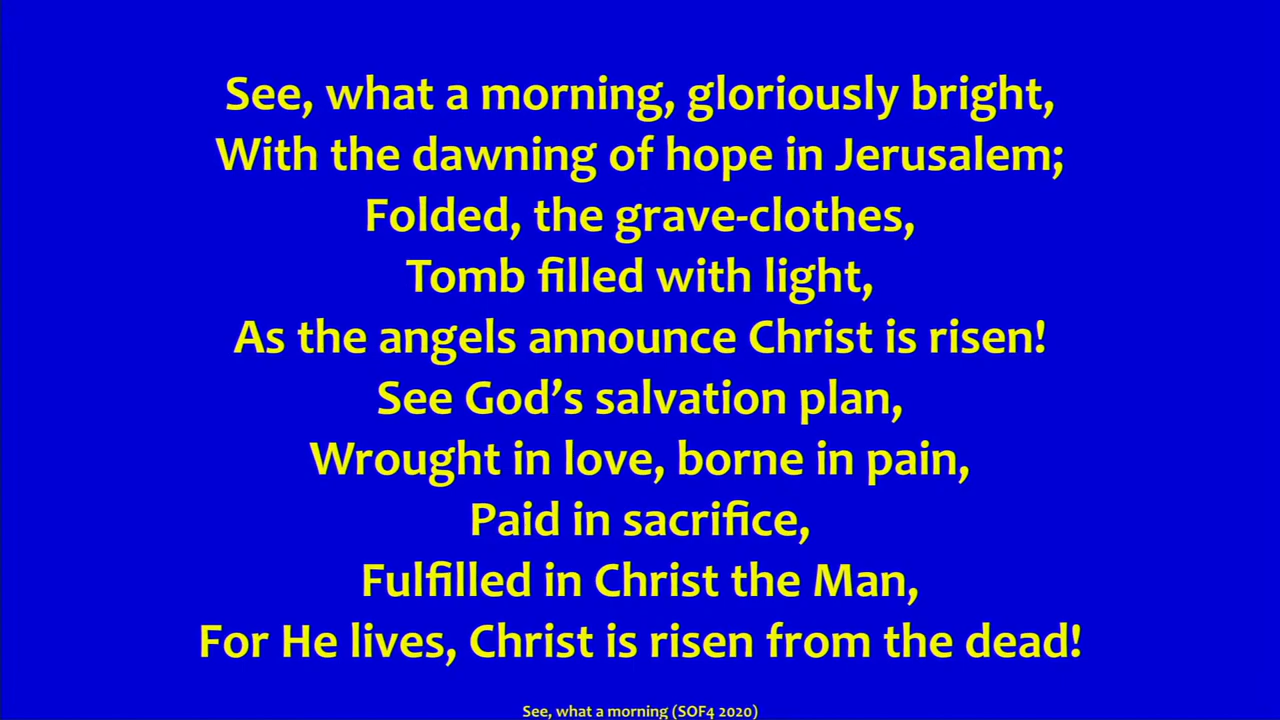 See, what a morning, gloriously bright,
With the dawning of hope in Jerusalem;
Folded, the grave-clothes,
Tomb filled with light,
As the angels announce Christ is risen!
See God’s salvation plan,
Wrought in love, borne in pain,
Paid in sacrifice,
Fulfilled in Christ the Man,
For He lives, Christ is risen from the dead!
See, what a morning (SOF4 2020)